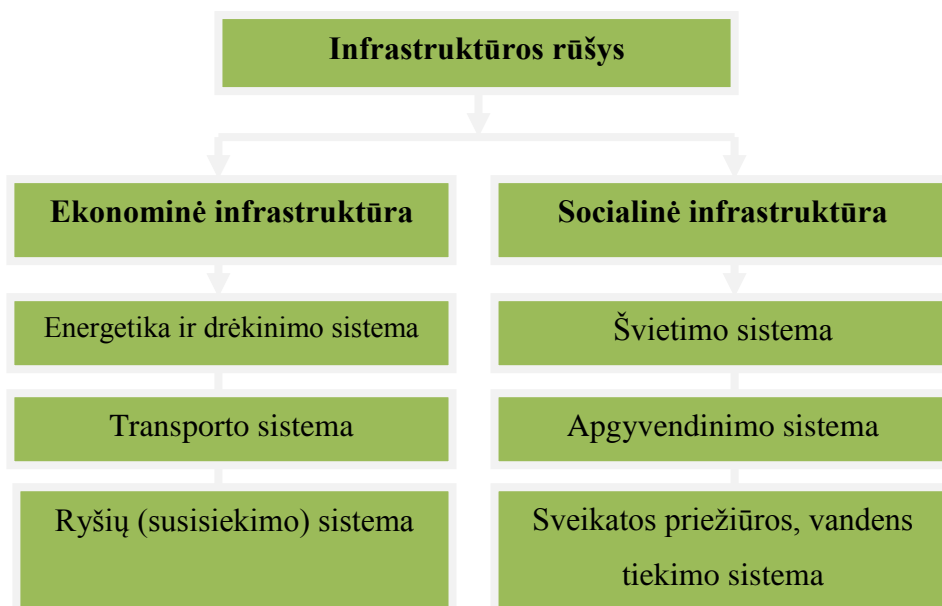 Infrastruktūros rūšys
Ekonominė infrastruktūra
Socialinė infrastruktūra
Energetika ir drėkinimo sistema
Švietimo sistema
Transporto sistema
Apgyvendinimo sistema
Ryšių (susisiekimo) sistema
Sveikatos priežiūros, vandens
tiekimo sistema